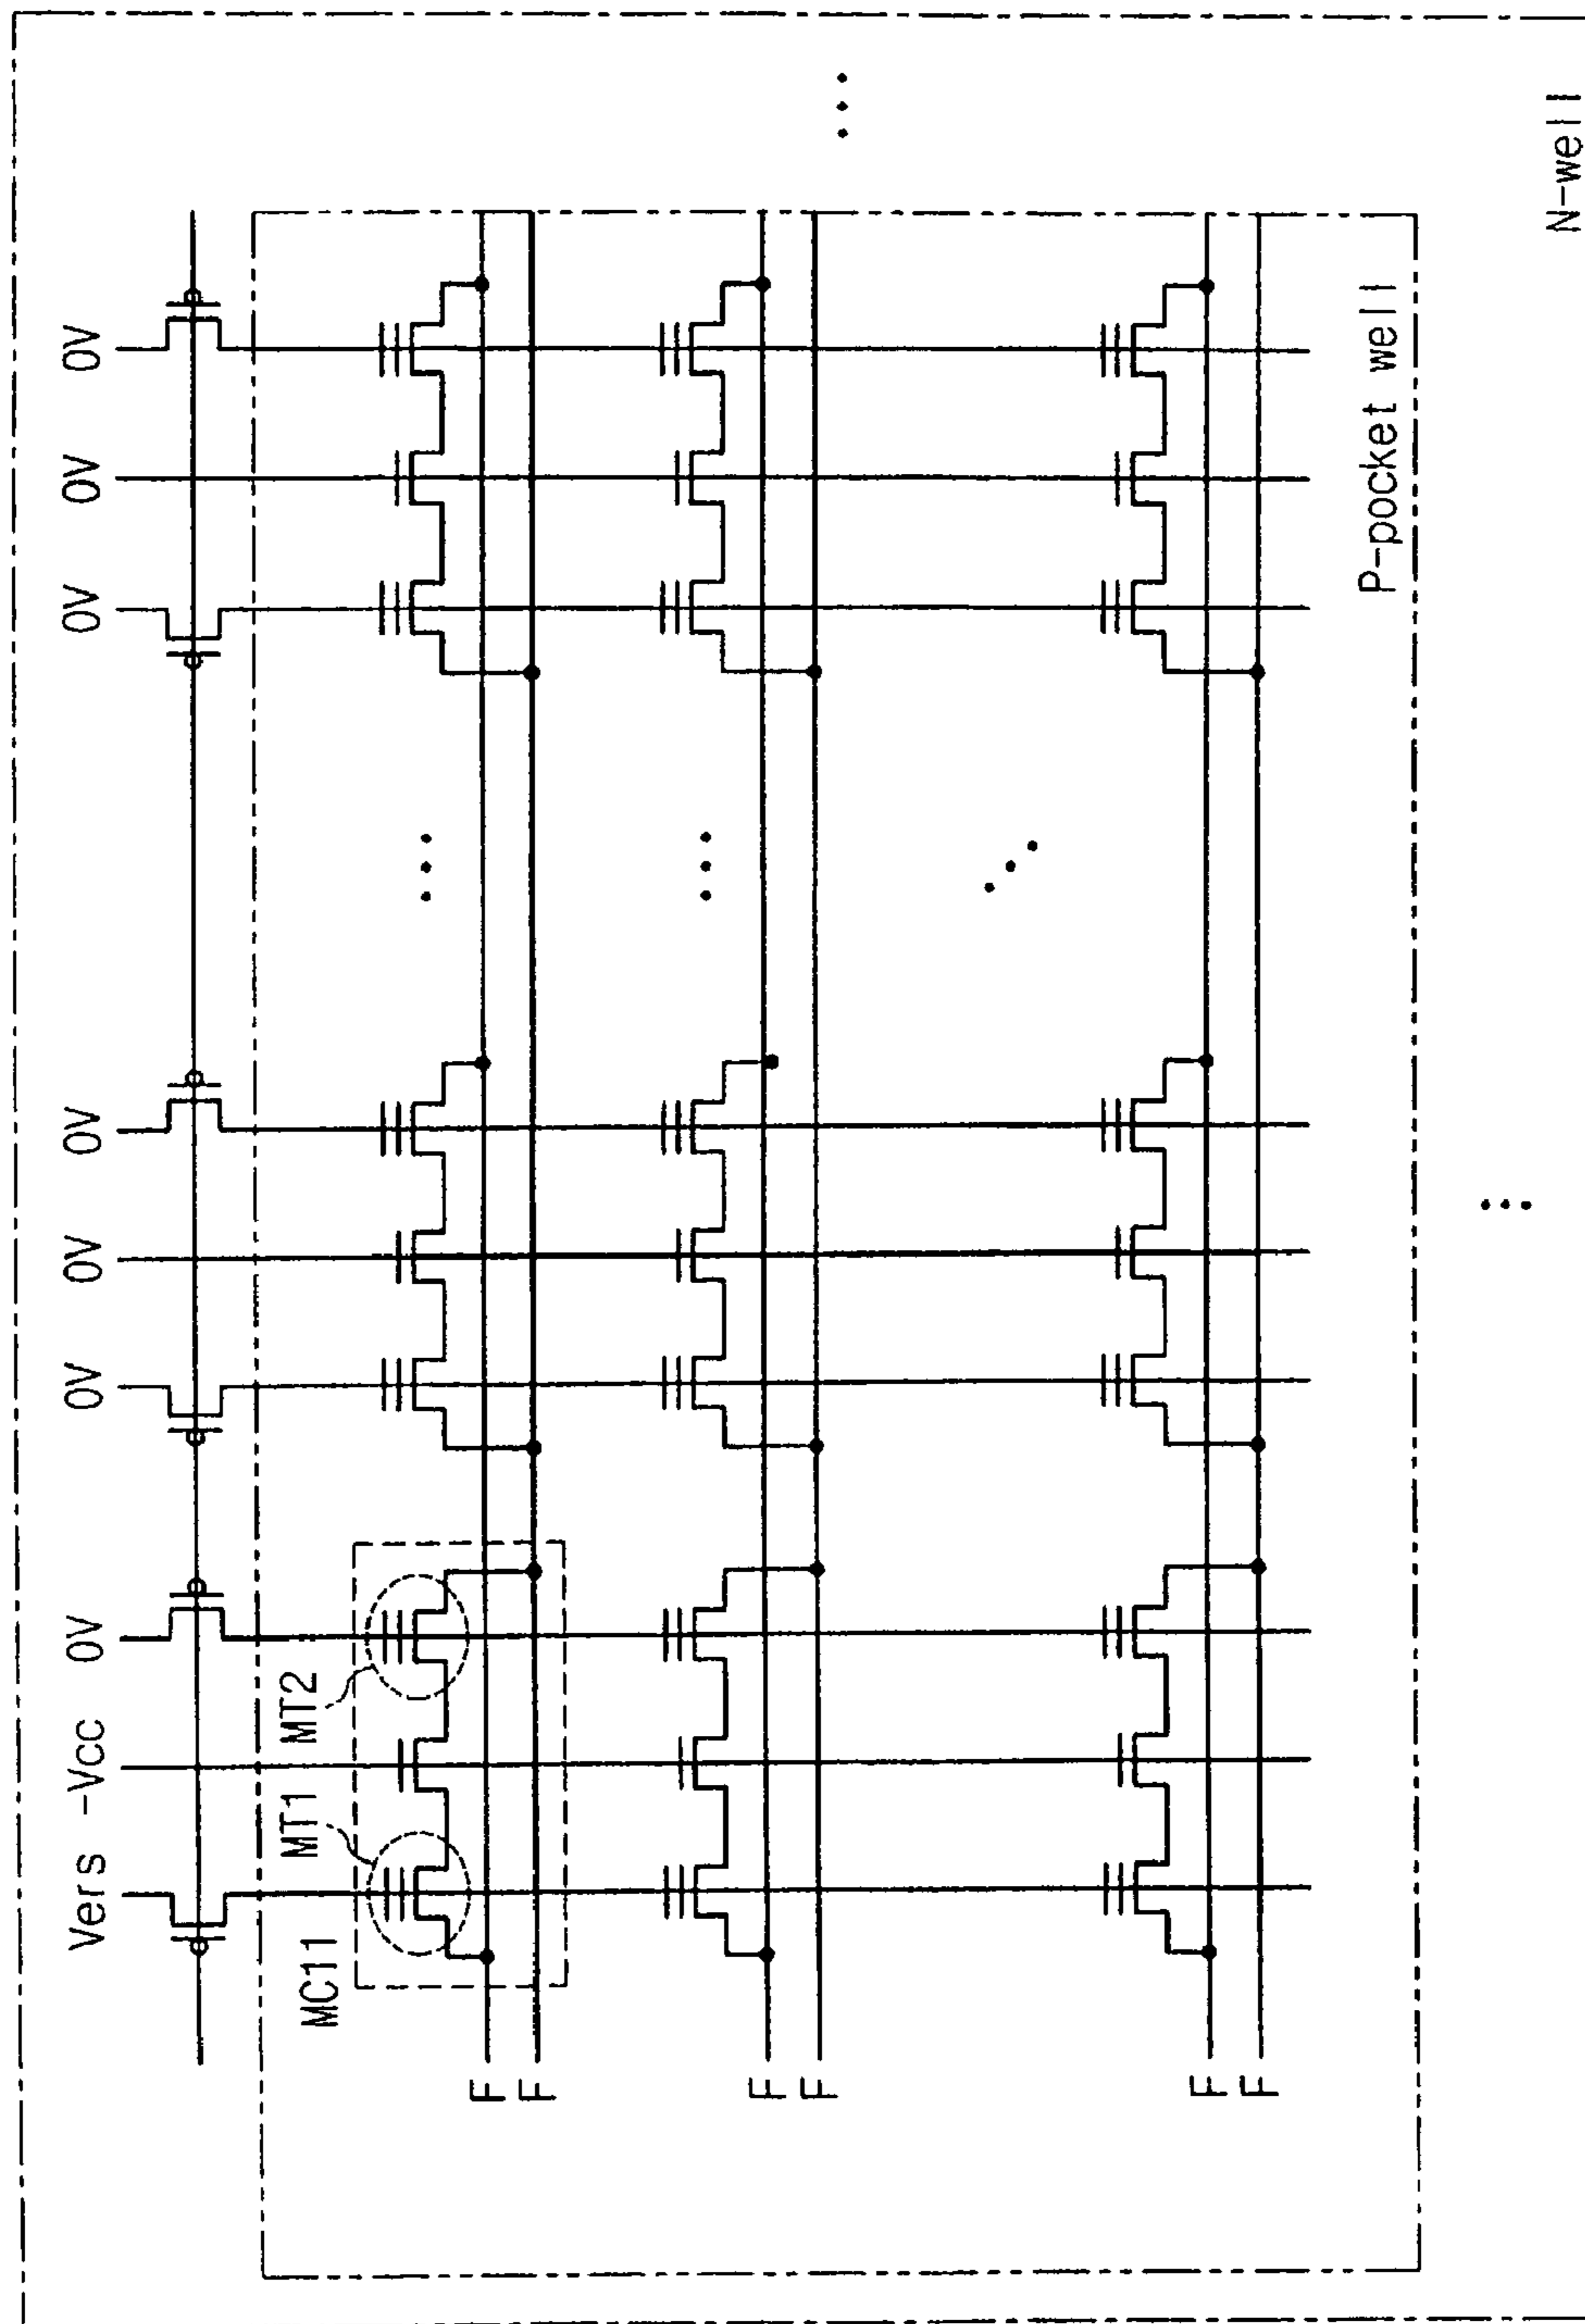 Vers -Vcc 0V 0V 0V 0V 0V 0V 0V
MC11
MT1
MT2
F
F
F
F
F
F
P-pocket well
N-well